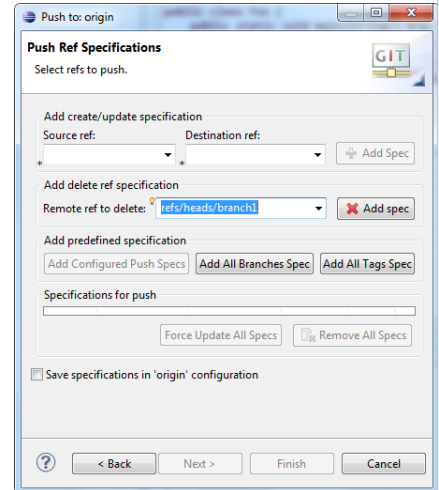 Push to: origin
Push Ref Specifications
Select refs to push.
GIT
Add create/update specification
Source ref: Destination ref:
* * Add Spec
Add delete ref specification
Remote ref to delete: refs/heads/branch1 Add spec
Add predefined specification
Add Configured Push Specs Add All Branches Spec Add All Tags Spec
Specifications for push
Force Update All Specs Remove All Specs
Save specifications in 'origin' configuration
? < Back Next > Finish Cancel